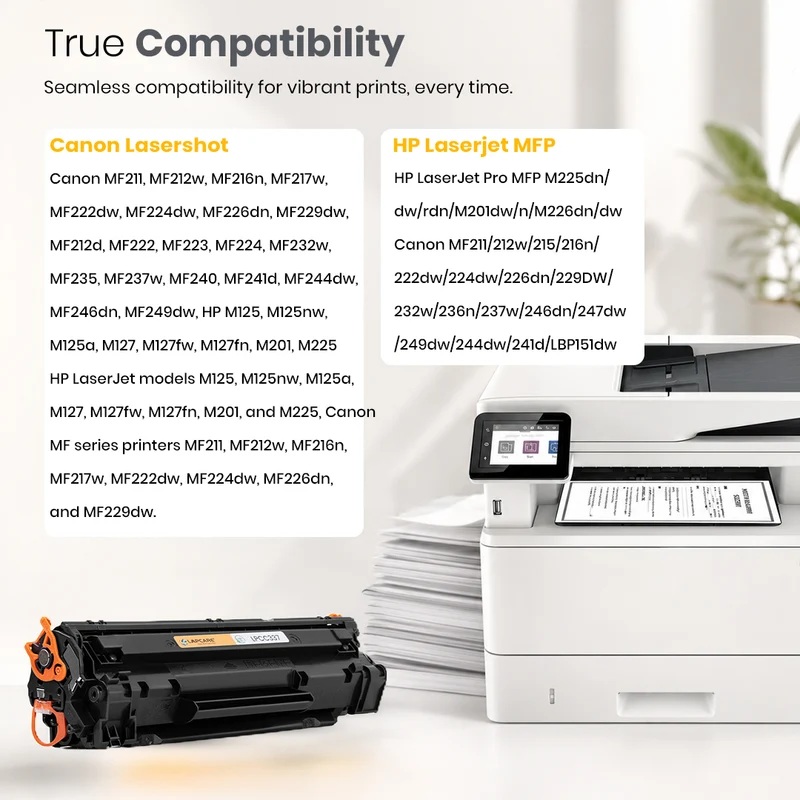 True Compatibility
Seamless compatibility for vibrant prints, every time.
Canon Lasershot
Canon MF211, MF212w, MF216n, MF217w,
MF222dw, MF224dw, MF226dn, MF229dw,
MF212d, MF222, MF223, MF224, MF232w,
MF235, MF237w, MF240, MF241d, MF244dw,
MF246dn, MF249dw, HP M125, M125nw,
M125a, M127, M127fw, M127fn, M201, M225
HP LaserJet models M125, M125nw, M125a,
M127, M127fw, M127fn, M201, and M225, Canon
MF series printers MF211, MF212w, MF216n,
MF217w, MF222dw, MF224dw, MF226dn,
and MF229dw.
HP Laserjet MFP
HP LaserJet Pro MFP M225dn/
dw/rdn/M201dw/n/M226dn/dw
Canon MF211/212w/215/216n/
222dw/224dw/226dn/229DW/
232w/236n/237w/246dn/247dw
/249dw/244dw/241d/LBP151dw
LAPCARE
LPCC337